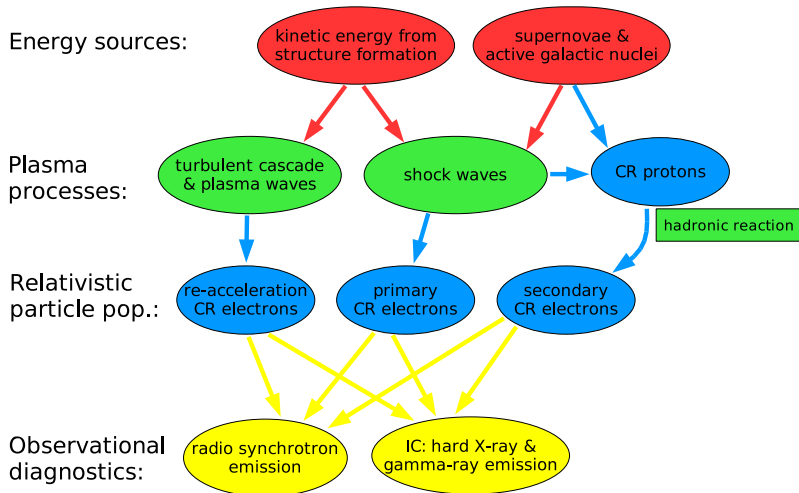 Energy sources:
kinetic energy from
structure formation
supernovae &
active galactic nuclei
Plasma
processes:
turbulent cascade
& plasma waves
shock waves
CR protons
hadronic reaction
Relativistic
particle pop.:
re-acceleration
CR electrons
primary
CR electrons
secondary
CR electrons
Observational
diagnostics:
radio synchrotron
emission
IC: hard X-ray &
gamma-ray emission